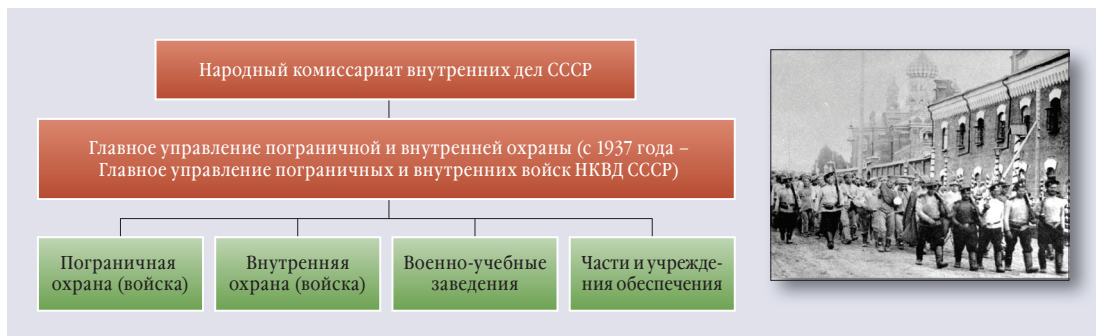 Народный комиссариат внутренних дел СССР
Главное управление пограничной и внутренней охраны (с 1937 года –
Главное управление пограничных и внутренних войск НКВД СССР)
Пограничная
охрана (войска)
Внутренняя
охрана (войска)
Военно-учебные
заведения
Части и учрежде-
ния обеспечения